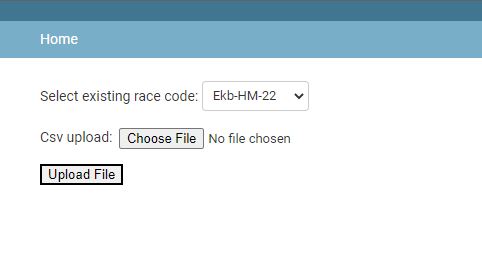 Home
Select existing race code: Ekb-HM-22
Csv upload: Choose File No file chosen
Upload File